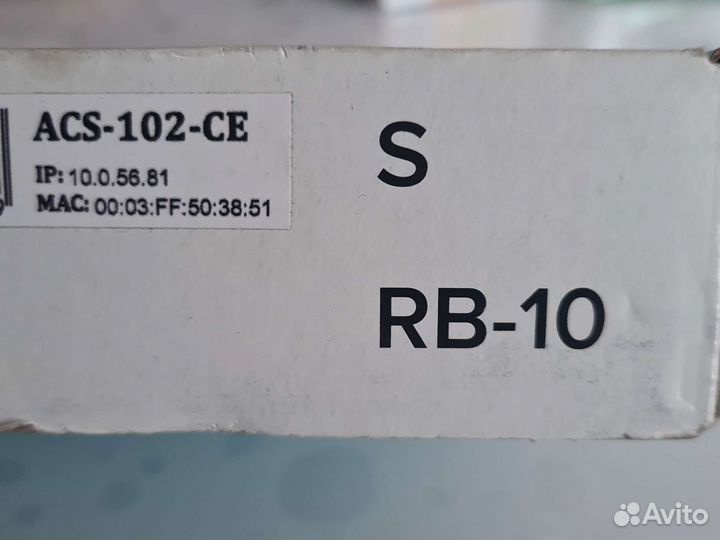 ACS-102-CE
IP: 10.0.56.81
MAC: 00:03:FF:50:38:51
S
RB-10
Avito